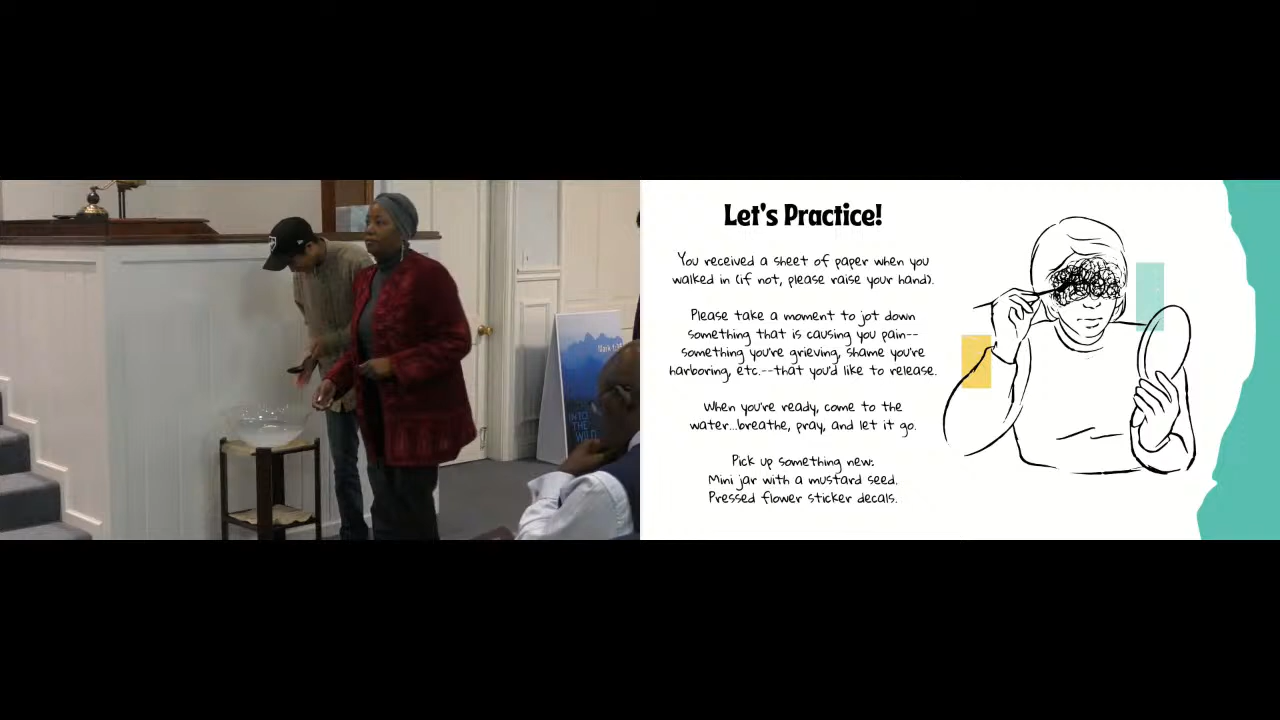 INTO
THE
WILD
Let's Practice!
You received a sheet of paper when you
walked in (if not, please raise your hand).
Please take a moment to jot down
something that is causing you pain--
something you're grieving, shame you're
harboring, etc.--that you'd like to release.
When you're ready, come to the
water...breathe, pray, and let it go.
Pick up something new:
Mini jar with a mustard seed.
Pressed flower sticker decals.